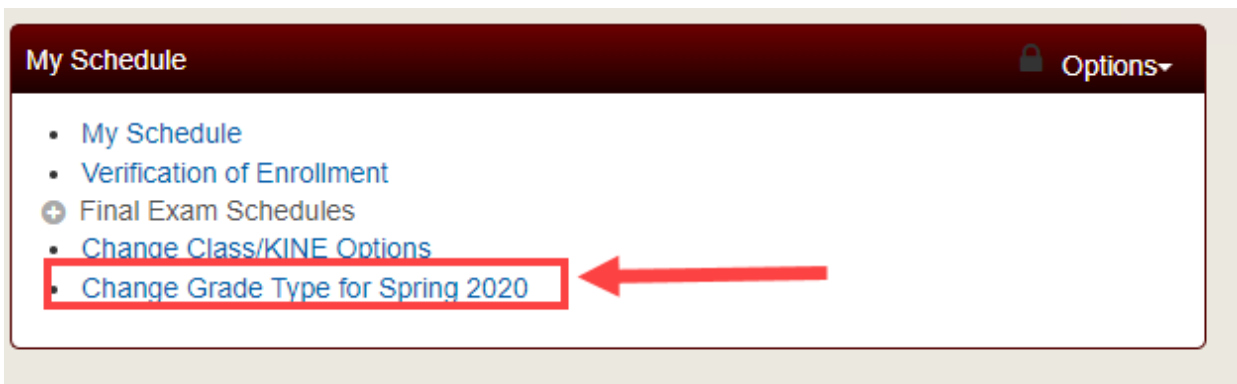 My Schedule Options
My Schedule
Verification of Enrollment
Final Exam Schedules
Change Class/KINE Options
Change Grade Type for Spring 2020